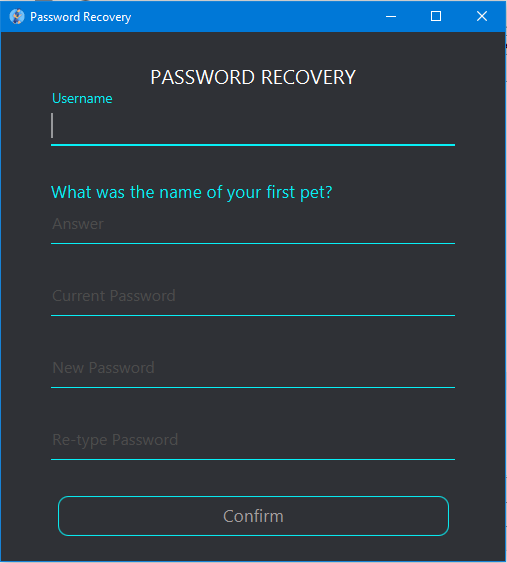 Password Recovery
PASSWORD RECOVERY
Username
What was the name of your first pet?
Answer
Current Password
New Password
Re-type Password
Confirm